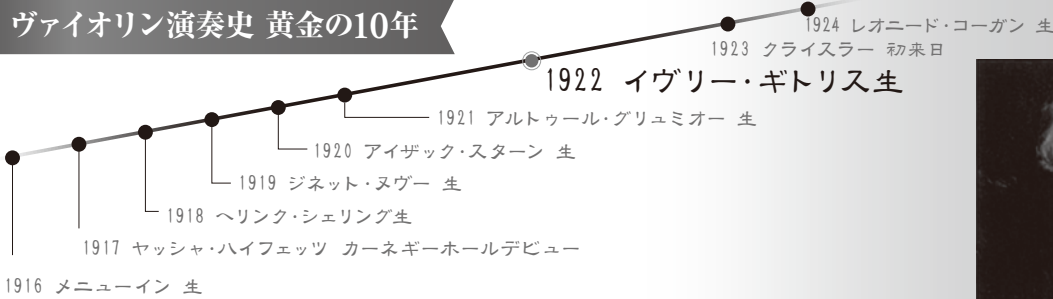 ヴァイオリン演奏史 黄金の10年
1924 レオニード・コーガン 生
1923 クライスラー 初来日
1922 イヴリー・ギトリス生
1921 アルトゥール・グリュミオー 生
1920 アイザック・スターン 生
1919 ジネット・ヌヴー 生
1918 ヘリンク・シェリング生
1917 ヤッシャ・ハイフェッツ カーネギーホールデビュー
1916 メニューイン 生